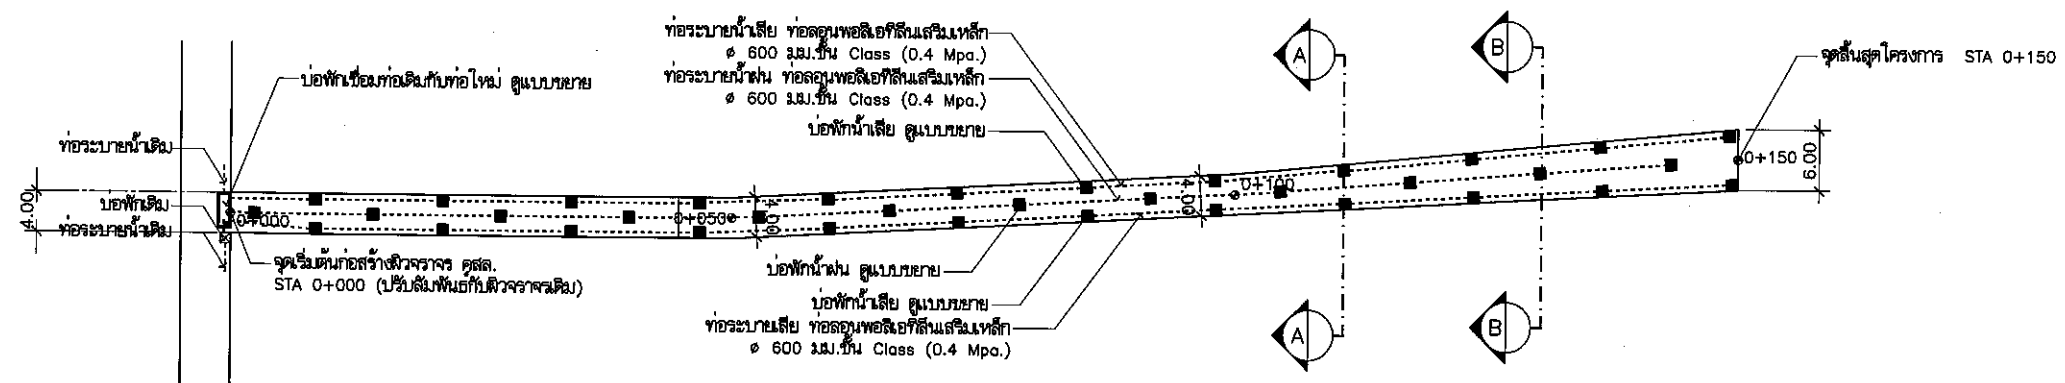 ท่อระบายน้ำเสีย ท่อลอนพอลิเอทิลีนเสริมเหล็ก
ø 600 มม.ชั้น Class (0.4 Mpa.)
ท่อระบายน้ำฝน ท่อลอนพอลิเอทิลีนเสริมเหล็ก
ø 600 มม.ชั้น Class (0.4 Mpa.)
บ่อพักน้ำเสีย ดูแบบขยาย
A
B
จุดสิ้นสุดโครงการ STA 0+150
บ่อพักเชื่อมท่อเดิมกับท่อใหม่ ดูแบบขยาย
ท่อระบายน้ำเดิม
4.00
บ่อพักเดิม
ท่อระบายน้ำเดิม
0+000
0+050
4.00
4.00
0+100
0+150
6.00
จุดเริ่มต้นก่อสร้างผิวจราจร คสล.
STA 0+000 (ปรับสัมพันธ์กับผิวจราจรเดิม)
บ่อพักน้ำฝน ดูแบบขยาย
บ่อพักน้ำเสีย ดูแบบขยาย
ท่อระบายเสีย ท่อลอนพอลิเอทิลีนเสริมเหล็ก
ø 600 มม.ชั้น Class (0.4 Mpa.)
A
B